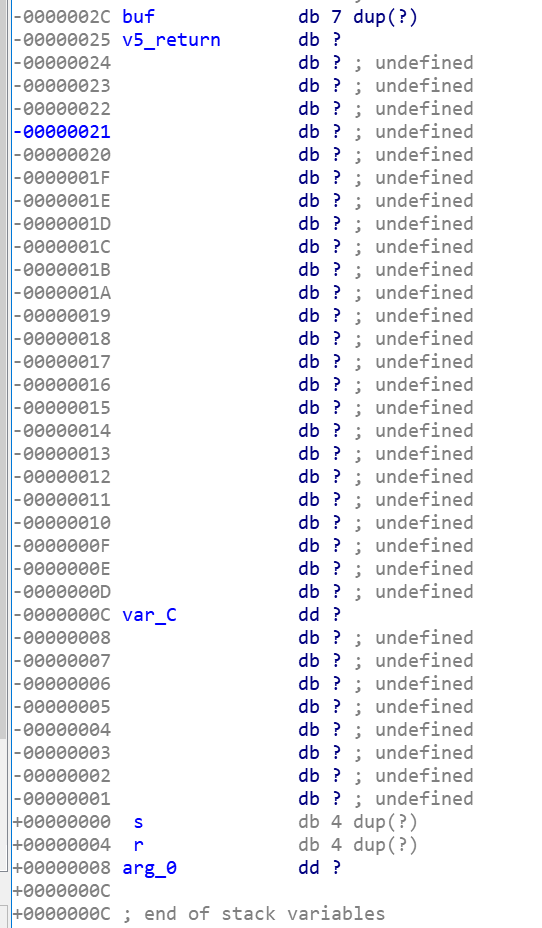 -0000002C buf db 7 dup(?)
-00000025 v5_return db ?
-00000024 db ? ; undefined
-00000023 db ? ; undefined
-00000022 db ? ; undefined
-00000021 db ? ; undefined
-00000020 db ? ; undefined
-0000001F db ? ; undefined
-0000001E db ? ; undefined
-0000001D db ? ; undefined
-0000001C db ? ; undefined
-0000001B db ? ; undefined
-0000001A db ? ; undefined
-00000019 db ? ; undefined
-00000018 db ? ; undefined
-00000017 db ? ; undefined
-00000016 db ? ; undefined
-00000015 db ? ; undefined
-00000014 db ? ; undefined
-00000013 db ? ; undefined
-00000012 db ? ; undefined
-00000011 db ? ; undefined
-00000010 db ? ; undefined
-0000000F db ? ; undefined
-0000000E db ? ; undefined
-0000000D db ? ; undefined
-0000000C var_C dd ?
-00000008 db ? ; undefined
-00000007 db ? ; undefined
-00000006 db ? ; undefined
-00000005 db ? ; undefined
-00000004 db ? ; undefined
-00000003 db ? ; undefined
-00000002 db ? ; undefined
-00000001 db ? ; undefined
+00000000 s db 4 dup(?)
+00000004 r db 4 dup(?)
+00000008 arg_0 dd ?
+0000000C
+0000000C ; end of stack variables